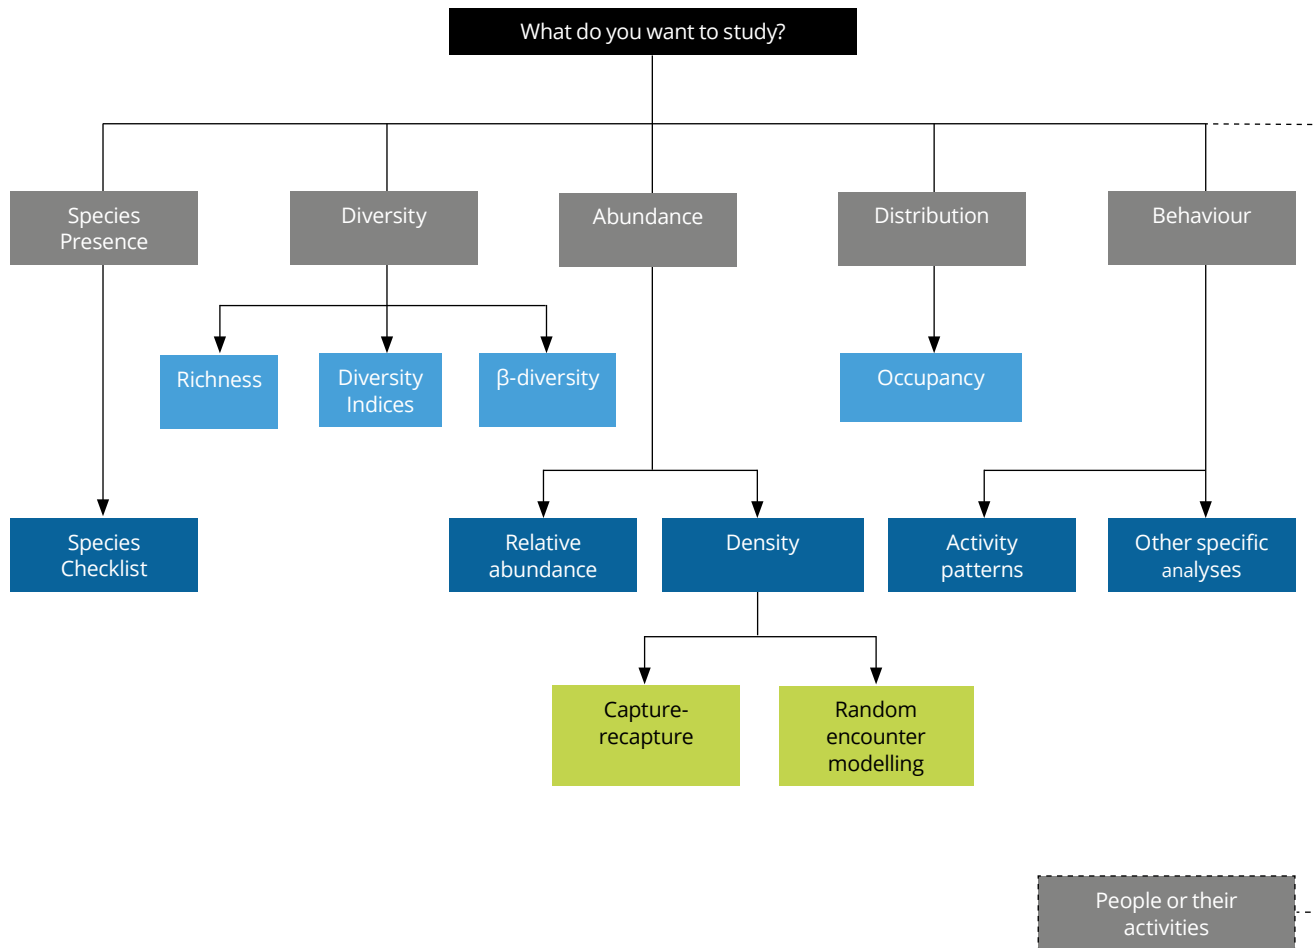 What do you want to study?
Species
Presence
Diversity
Abundance
Distribution
Behaviour
Richness
Diversity
Indices
β-diversity
Occupancy
Species
Checklist
Relative
abundance
Density
Activity
patterns
Other specific
analyses
Capture-
recapture
Random
encounter
modelling
People or their
activities